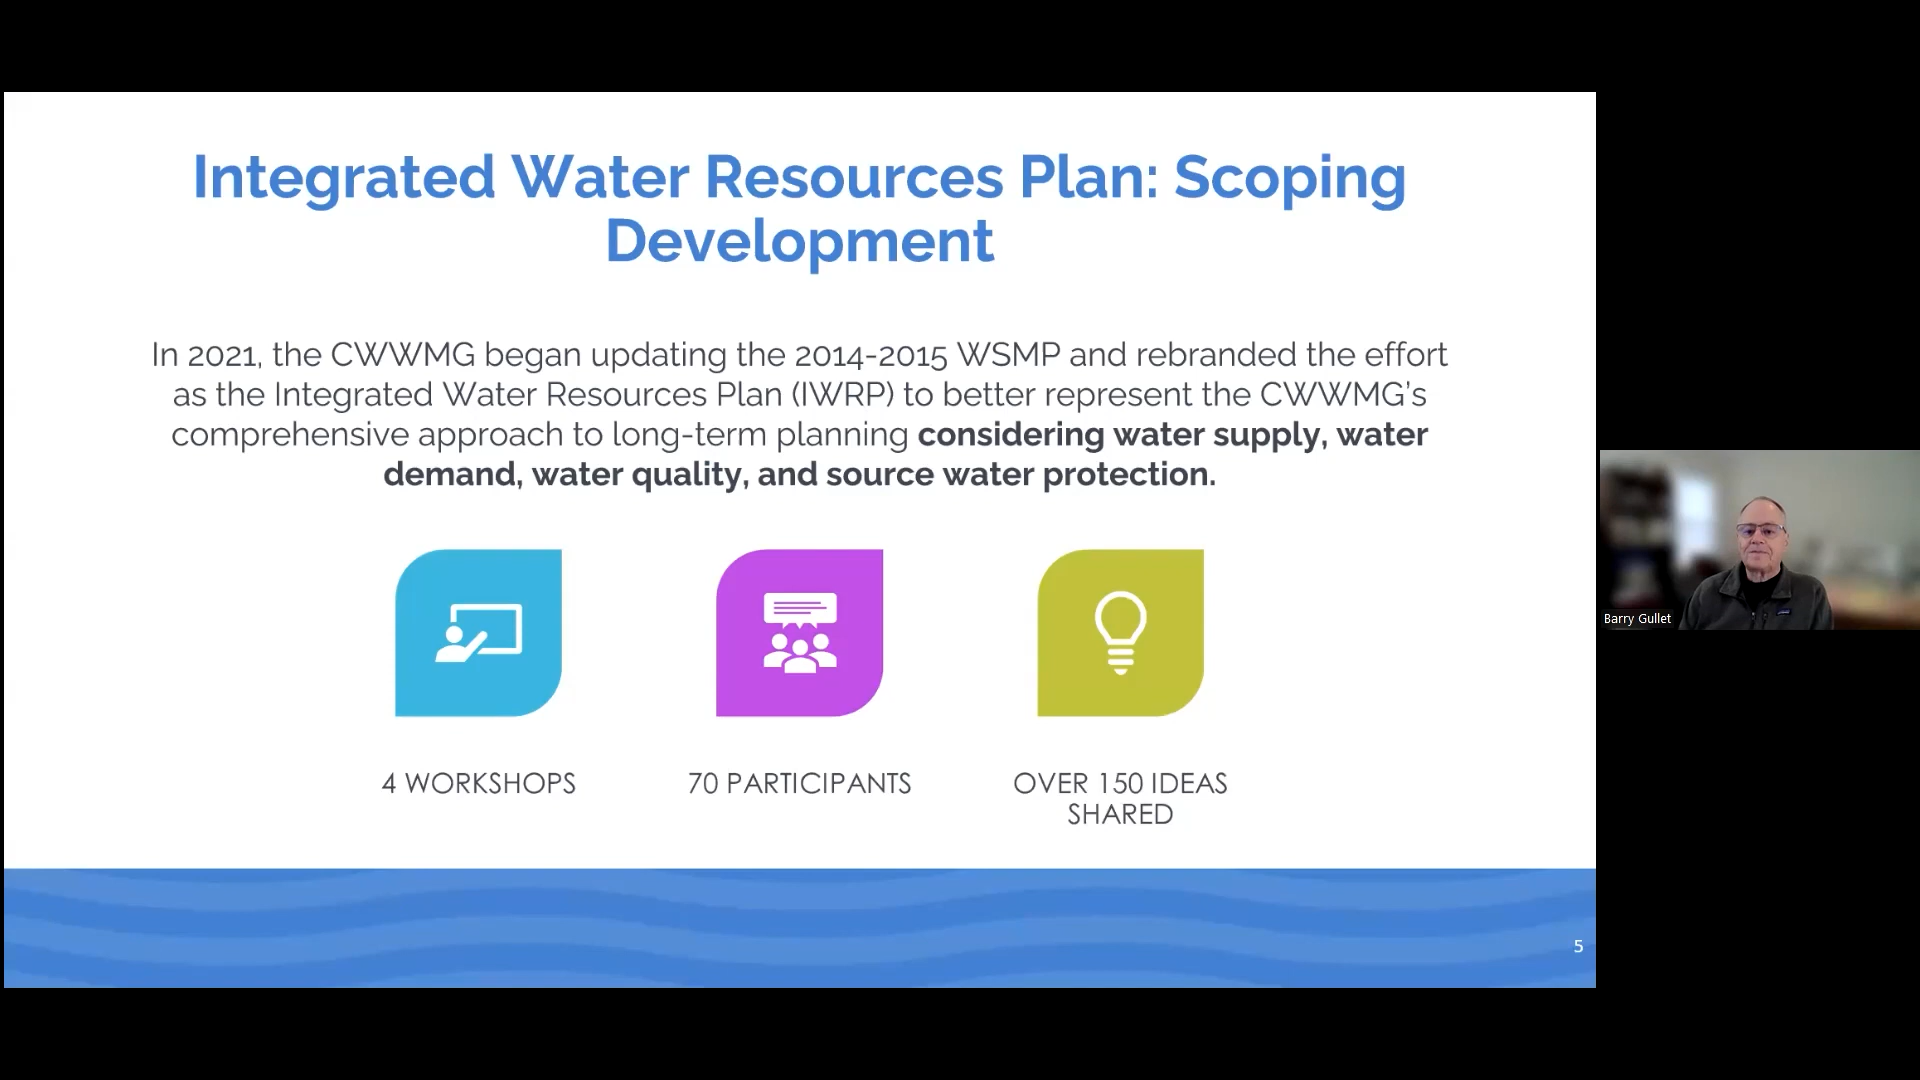 Integrated Water Resources Plan: Scoping
Development
In 2021, the CWWMG began updating the 2014-2015 WSMP and rebranded the effort
as the Integrated Water Resources Plan (IWRP) to better represent the CWWMG’s
comprehensive approach to long-term planning considering water supply, water
demand, water quality, and source water protection.
4 WORKSHOPS
70 PARTICIPANTS
OVER 150 IDEAS
SHARED
5
Barry Gullet